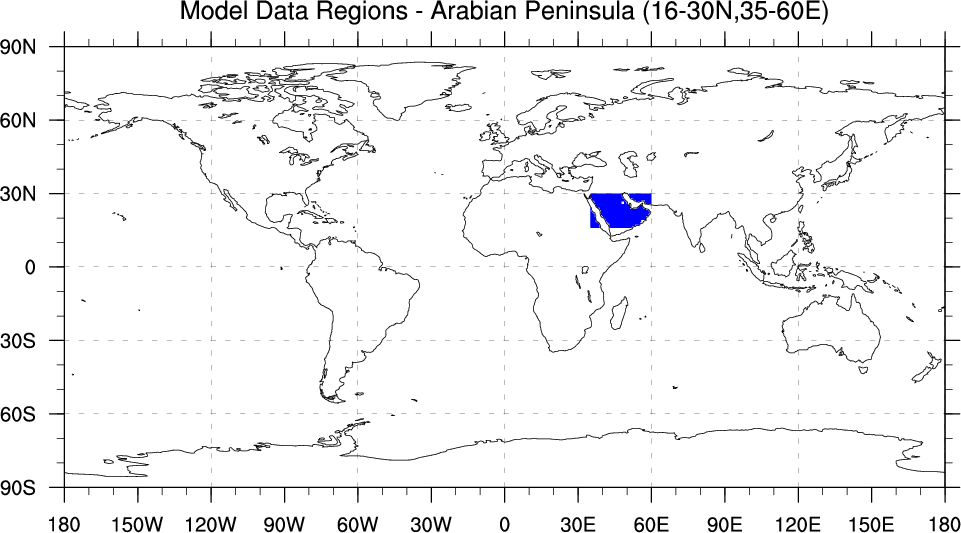 Model Data Regions - Arabian Peninsula (16-30N,35-60E)
90N
60N
30N
0
30S
60S
90S
180 150W 120W 90W 60W 30W 0 30E 60E 90E 120E 150E 180